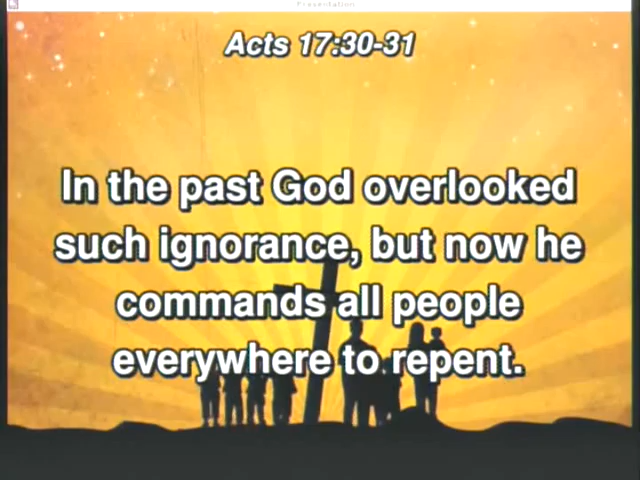 Presentation
Acts 17:30-31
In the past God overlooked
such ignorance, but now he
commands all people
everywhere to repent.